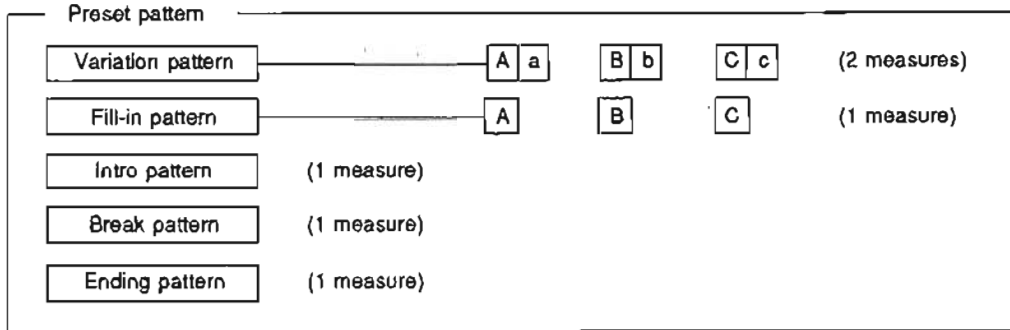 Preset pattern
Variation pattern A a B b C c (2 measures)
Fill-in pattern A B C (1 measure)
Intro pattern (1 measure)
Break pattern (1 measure)
Ending pattern (1 measure)